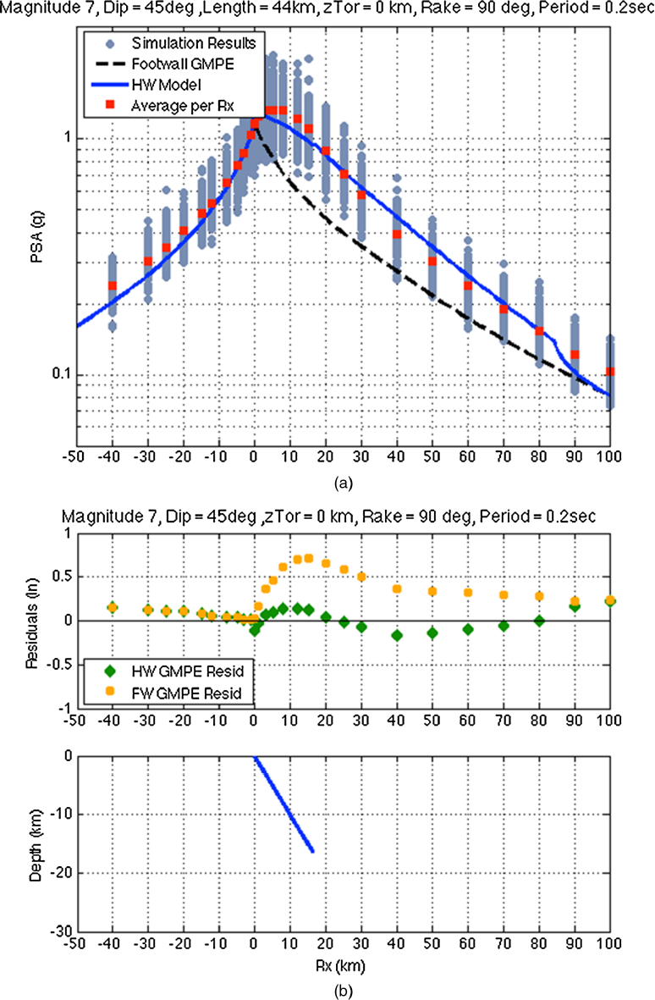 Magnitude 7, Dip = 45deg ,Length = 44km, zTor = 0 km, Rake = 90 deg, Period = 0.2sec
Simulation Results
Footwall GMPE
HW Model
Average per Rx
PSA (g)
1
0.1
-50 -40 -30 -20 -10 0 10 20 30 40 50 60 70 80 90 100
(a)
Magnitude 7, Dip = 45deg ,zTor = 0 km, Rake = 90 deg, Period = 0.2sec
Residuals (ln)
1
0.5
0
-0.5
-1
HW GMPE Resid
FW GMPE Resid
-50 -40 -30 -20 -10 0 10 20 30 40 50 60 70 80 90 100
Depth (km)
0
-10
-20
-30
-50 -40 -30 -20 -10 0 10 20 30 40 50 60 70 80 90 100
Rx (km)
(b)